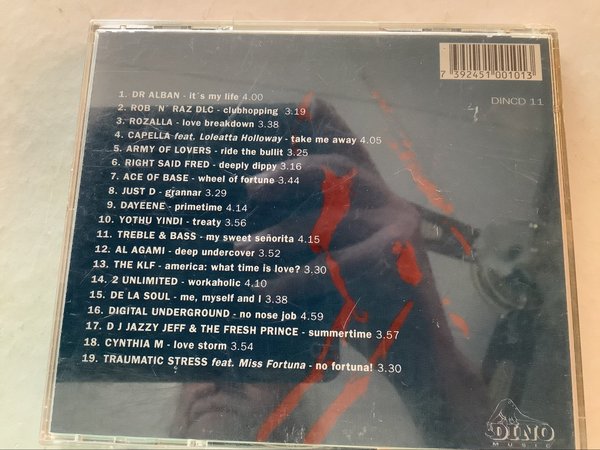 7 392451 001013
DINCD 11
1. DR ALBAN - it´s my life 4.00
2. ROB ´N´ RAZ DLC - clubhopping 3.19
3. ROZALLA - love breakdown 3.38
4. CAPELLA feat. Loleatta Holloway - take me away 4.05
5. ARMY OF LOVERS - ride the bullit 3.25
6. RIGHT SAID FRED - deeply dippy 3.16
7. ACE OF BASE - wheel of fortune 3.44
8. JUST D - grannar 3.29
9. DAYEENE - primetime 4.14
10. YOTHU YINDI - treaty 3.56
11. TREBLE & BASS - my sweet señorita 4.15
12. AL AGAMI - deep undercover 3.52
13. THE KLF - america: what time is love? 3.30
14. 2 UNLIMITED - workaholic 4.10
15. DE LA SOUL - me, myself and I 3.38
16. DIGITAL UNDERGROUND - no nose job 4.59
17. D J JAZZY JEFF & THE FRESH PRINCE - summertime 3.57
18. CYNTHIA M - love storm 3.54
19. TRAUMATIC STRESS feat. Miss Fortuna - no fortuna! 3.30
DINO
MUSIC